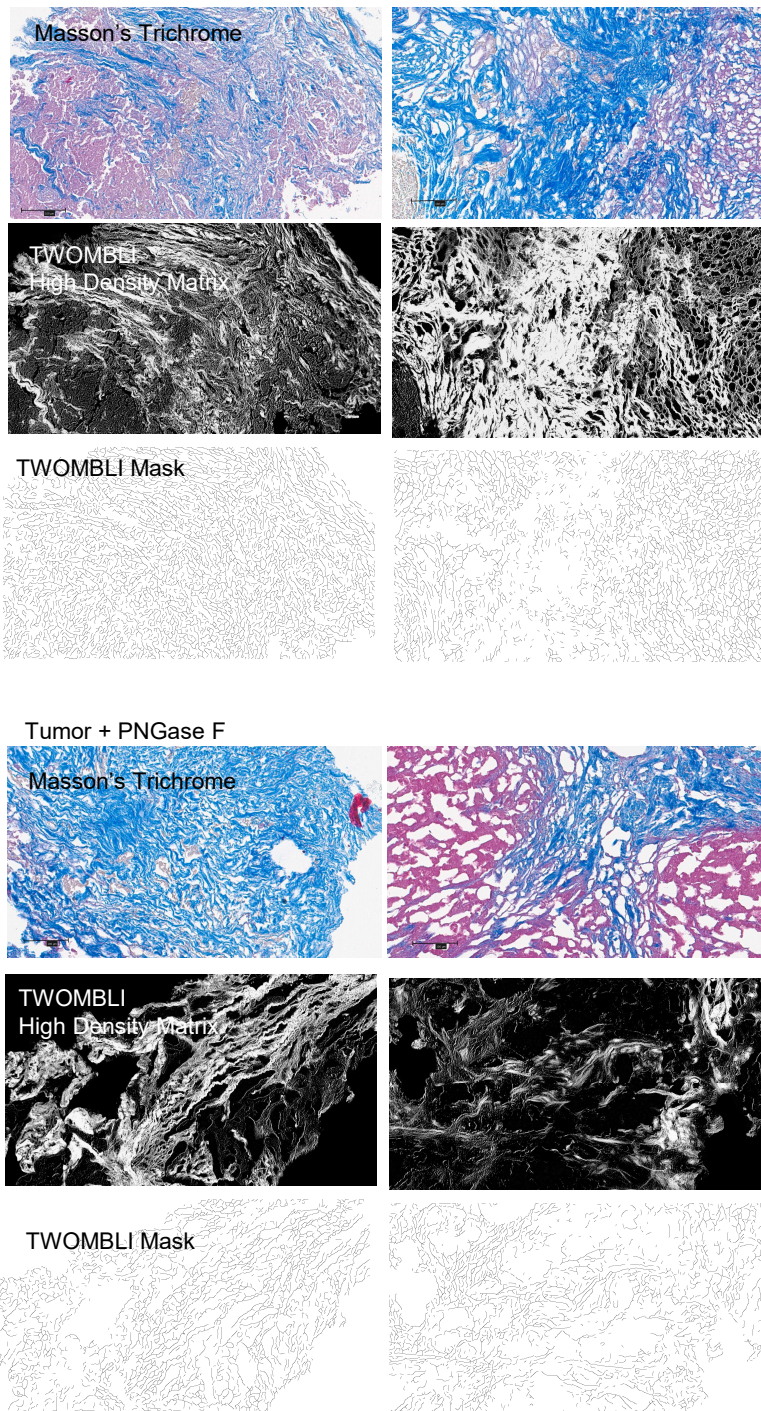 Masson's Trichrome
TWOMBLI
High Density Matrix
TWOMBLI Mask
Tumor + PNGase F
Masson's Trichrome
TWOMBLI
High Density Matrix
TWOMBLI Mask